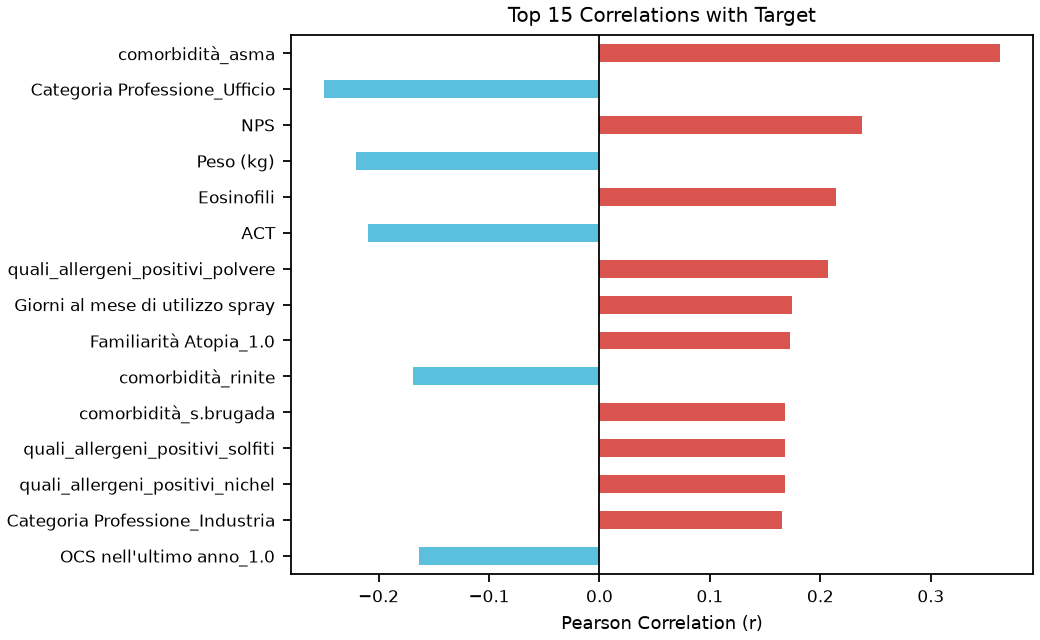 Top 15 Correlations with Target
comorbidità_asma
Categoria Professione_Ufficio
NPS
Peso (kg)
Eosinofili
ACT
quali_allergeni_positivi_polvere
Giorni al mese di utilizzo spray
Familiarità Atopia_1.0
comorbidità_rinite
comorbidità_s.brugada
quali_allergeni_positivi_solfiti
quali_allergeni_positivi_nichel
Categoria Professione_Industria
OCS nell'ultimo anno_1.0
−0.2 −0.1 0.0 0.1 0.2 0.3
Pearson Correlation (r)